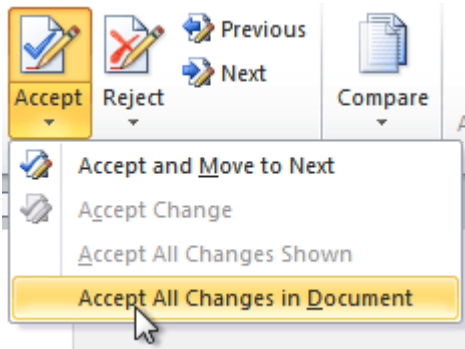 Previous
Next
Accept
Reject
Compare
Accept and Move to Next
Accept Change
Accept All Changes Shown
Accept All Changes in Document